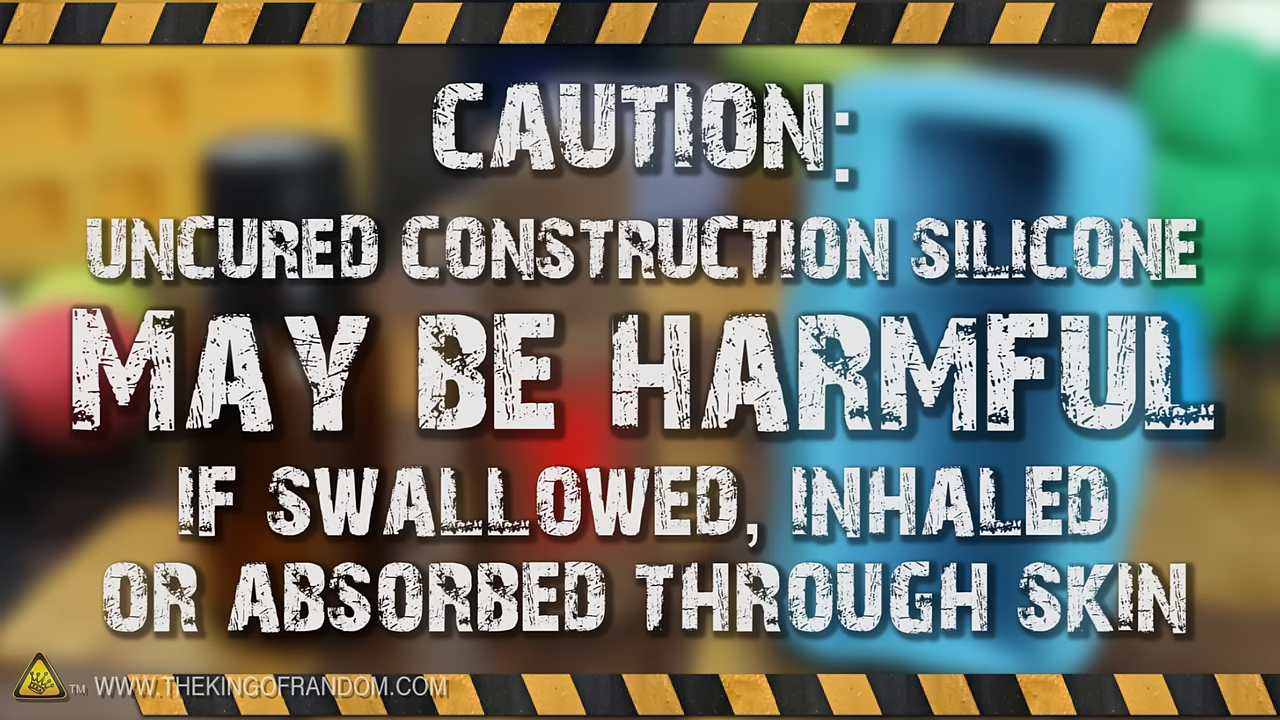 CAUTION:
UNCURED CONSTRUCTION SILICONE
MAY BE HARMFUL
IF SWALLOWED, INHALED
OR ABSORBED THROUGH SKIN
TM WWW.THEKINGOFRANDOM.COM